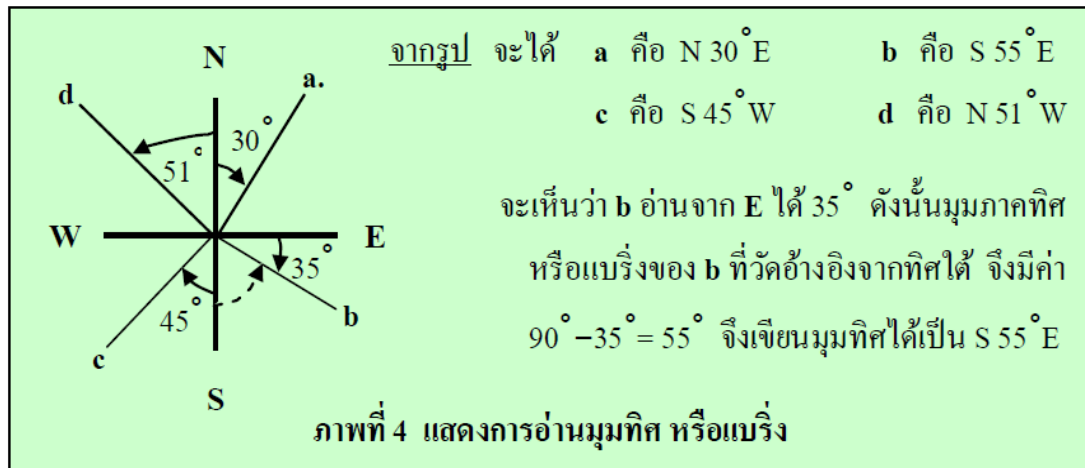 N
d
a.
30°
51°
W
E
35°
45°
b
c
S
จากรูป จะได้ a คือ N 30°E b คือ S 55°E
c คือ S 45°W d คือ N 51°W
จะเห็นว่า b อ่านจาก E ได้ 35° ดังนั้นมุมภาคทิศ
หรือแบริ่งของ b ที่วัดอ้างอิงจากทิศใต้ จึงมีค่า
90°−35°= 55° จึงเขียนมุมทิศได้เป็น S 55°E
ภาพที่ 4 แสดงการอ่านมุมทิศ หรือแบริ่ง